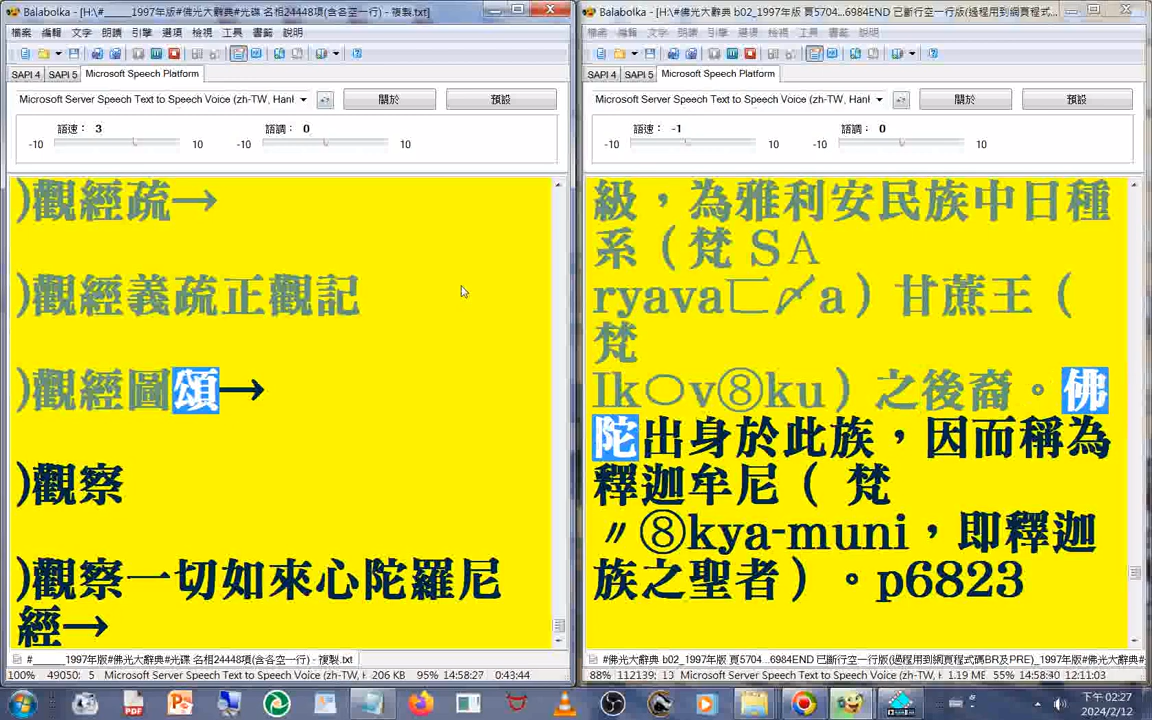 Balabolka - [H:\#_____1997年版#佛光大辭典#光碟 名相24448項(含各空一行) - 複製.txt]
檔案 編輯 文字 朗讀 引擎 選項 檢視 工具 書籤 說明
SAPI 4 SAPI 5 Microsoft Speech Platform
Microsoft Server Speech Text to Speech Voice (zh-TW, Hanl
關於
預設
語速： 3
語調： 0
-10 10 -10 10
)觀經疏→
)觀經義疏正觀記
)觀經圖頌→
)觀察
)觀察一切如來心陀羅尼
經→
#_____1997年版#佛光大辭典#光碟 名相24448項(含各空一行) - 複製.txt
100% 49050: 5 Microsoft Server Speech Text to Speech Voice (zh-TW, H 206 KB 95% 14:58:27 0:43:44
Balabolka - [H:\#佛光大辭典 b02_1997年版 頁5704...6984END 已斷行空一行版(過程用到網頁程式...
檔案 編輯 文字 朗讀 引擎 選項 檢視 工具 書籤 說明
SAPI 4 SAPI 5 Microsoft Speech Platform
Microsoft Server Speech Text to Speech Voice (zh-TW, Hanl
關於
預設
語速： -1
語調： 0
-10 10 -10 10
級，為雅利安民族中日種
系（梵 SA
ryava匚〆a）甘蔗王（
梵
Ik○v⑧ku）之後裔。佛
陀出身於此族，因而稱為
釋迦牟尼（ 梵
〃⑧kya-muni，即釋迦
族之聖者）。p6823
#佛光大辭典 b02_1997年版 頁5704...6984END 已斷行空一行版(過程用到網頁程式碼BR及PRE)_1997年版#佛光大辭典#
88% 112139: 13 Microsoft Server Speech Text to Speech Voice (zh-TW, H 1.19 ME 55% 14:58:40 12:11:03
下午 02:27
2024/2/12